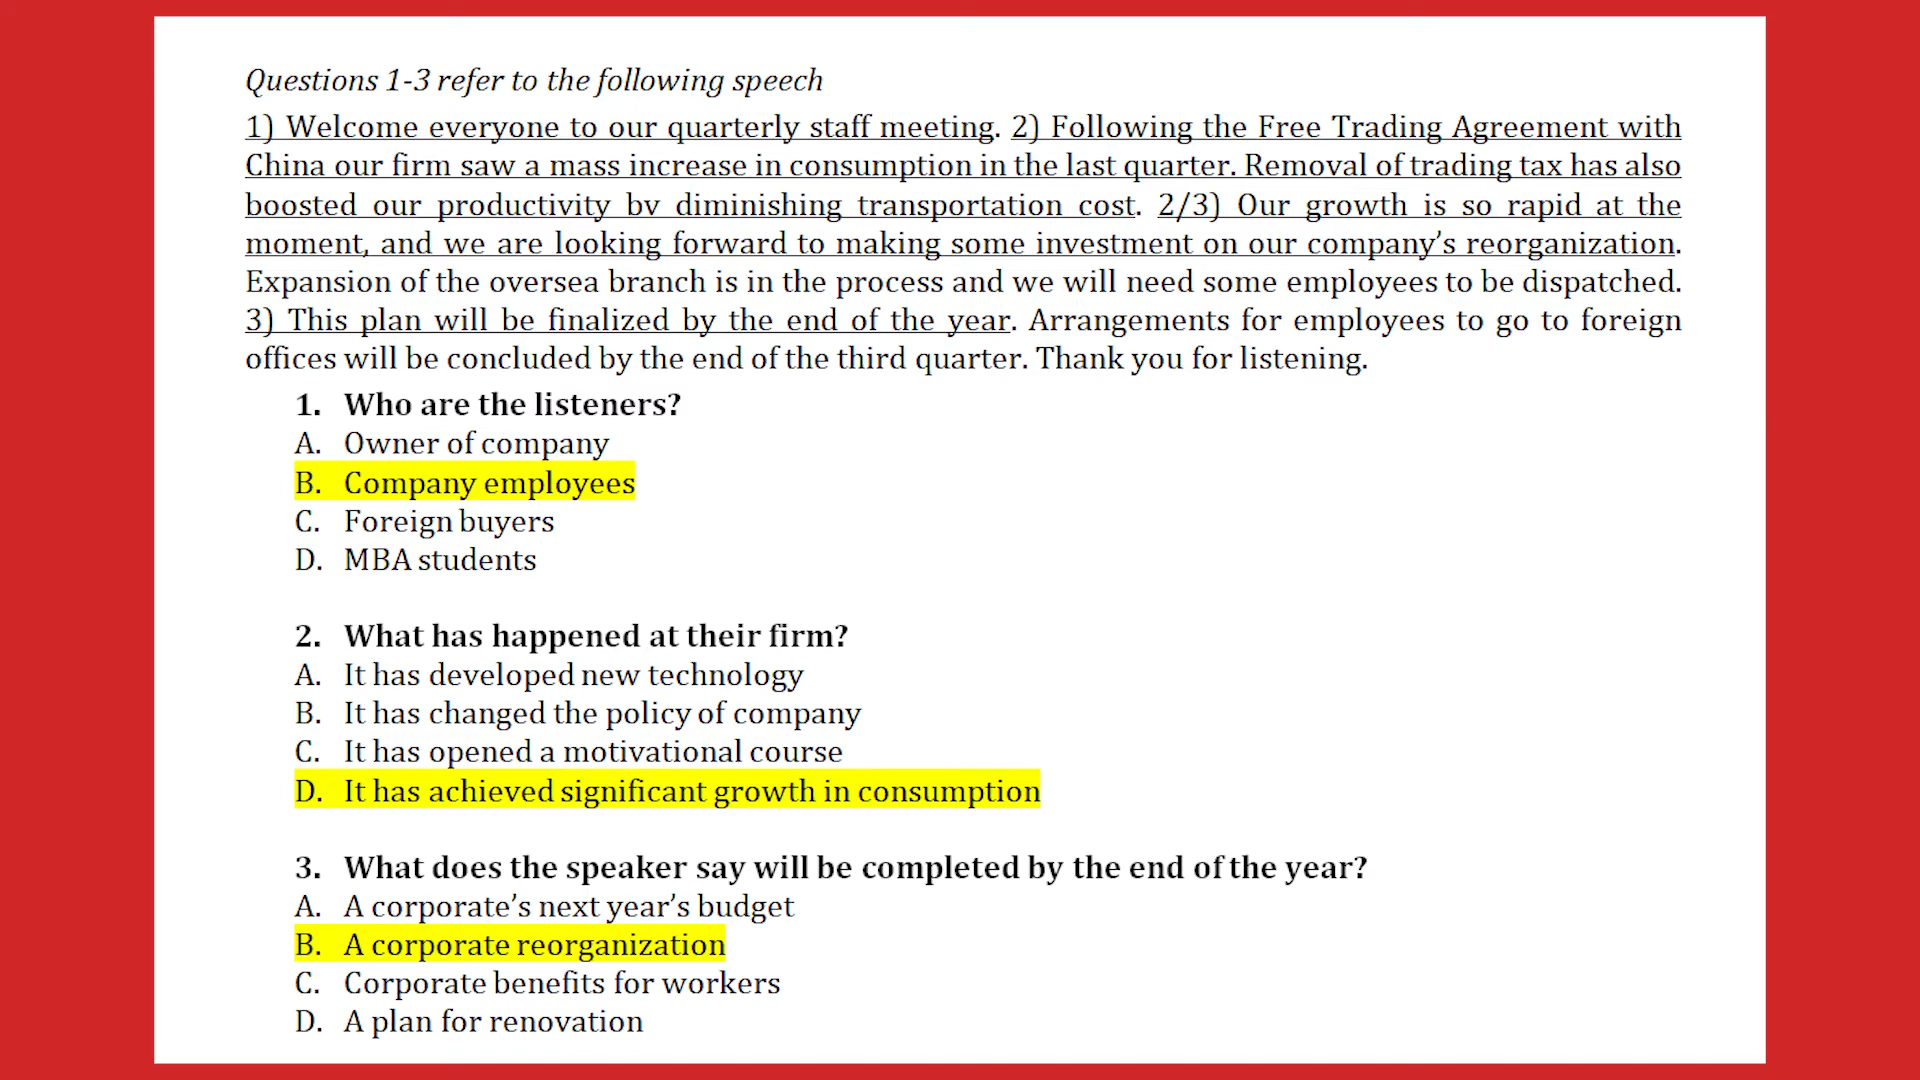 Questions 1-3 refer to the following speech
1) Welcome everyone to our quarterly staff meeting. 2) Following the Free Trading Agreement with
China our firm saw a mass increase in consumption in the last quarter. Removal of trading tax has also
boosted our productivity by diminishing transportation cost. 2/3) Our growth is so rapid at the
moment, and we are looking forward to making some investment on our company's reorganization.
Expansion of the oversea branch is in the process and we will need some employees to be dispatched.
3) This plan will be finalized by the end of the year. Arrangements for employees to go to foreign
offices will be concluded by the end of the third quarter. Thank you for listening.
1. Who are the listeners?
A. Owner of company
B. Company employees
C. Foreign buyers
D. MBA students
2. What has happened at their firm?
A. It has developed new technology
B. It has changed the policy of company
C. It has opened a motivational course
D. It has achieved significant growth in consumption
3. What does the speaker say will be completed by the end of the year?
A. A corporate's next year's budget
B. A corporate reorganization
C. Corporate benefits for workers
D. A plan for renovation